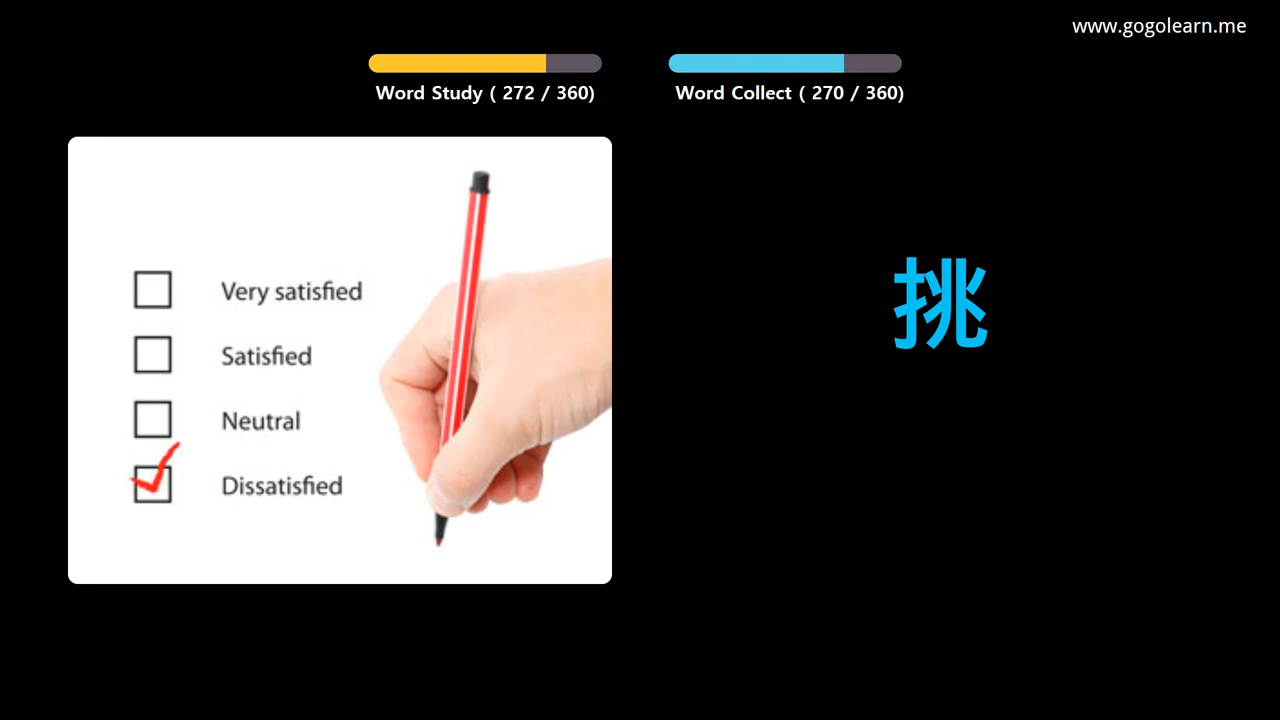 www.gogolearn.me
Word Study ( 272 / 360)
Word Collect ( 270 / 360)
Very satisfied
Satisfied
Neutral
Dissatisfied
挑